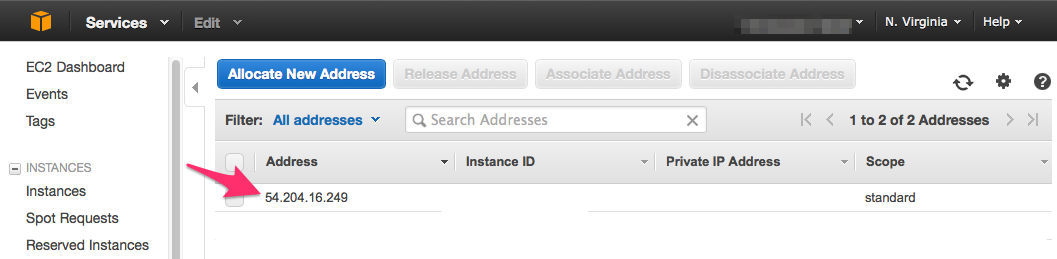 Services Edit N. Virginia Help
EC2 Dashboard
Events
Tags
INSTANCES
Instances
Spot Requests
Reserved Instances
Allocate New Address Release Address Associate Address Disassociate Address
Filter: All addresses Search Addresses 1 to 2 of 2 Addresses
Address Instance ID Private IP Address Scope
54.204.16.249 standard